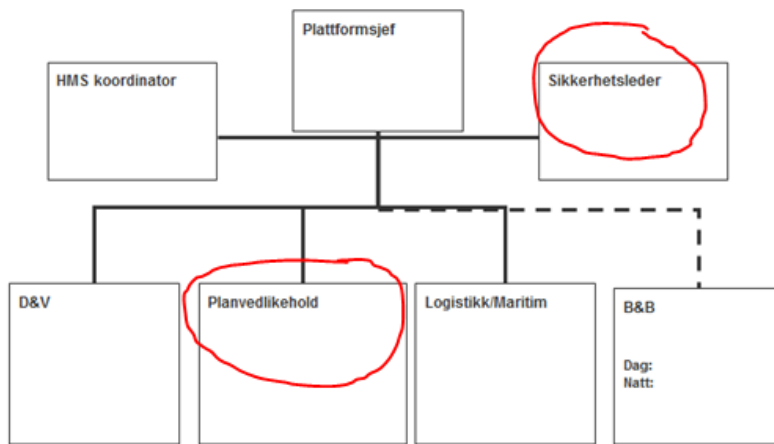 Plattformsjef
HMS koordinator
Sikkerhetsleder
D&V
Planvedlikehold
Logistikk/Maritim
B&B
Dag:
Natt: